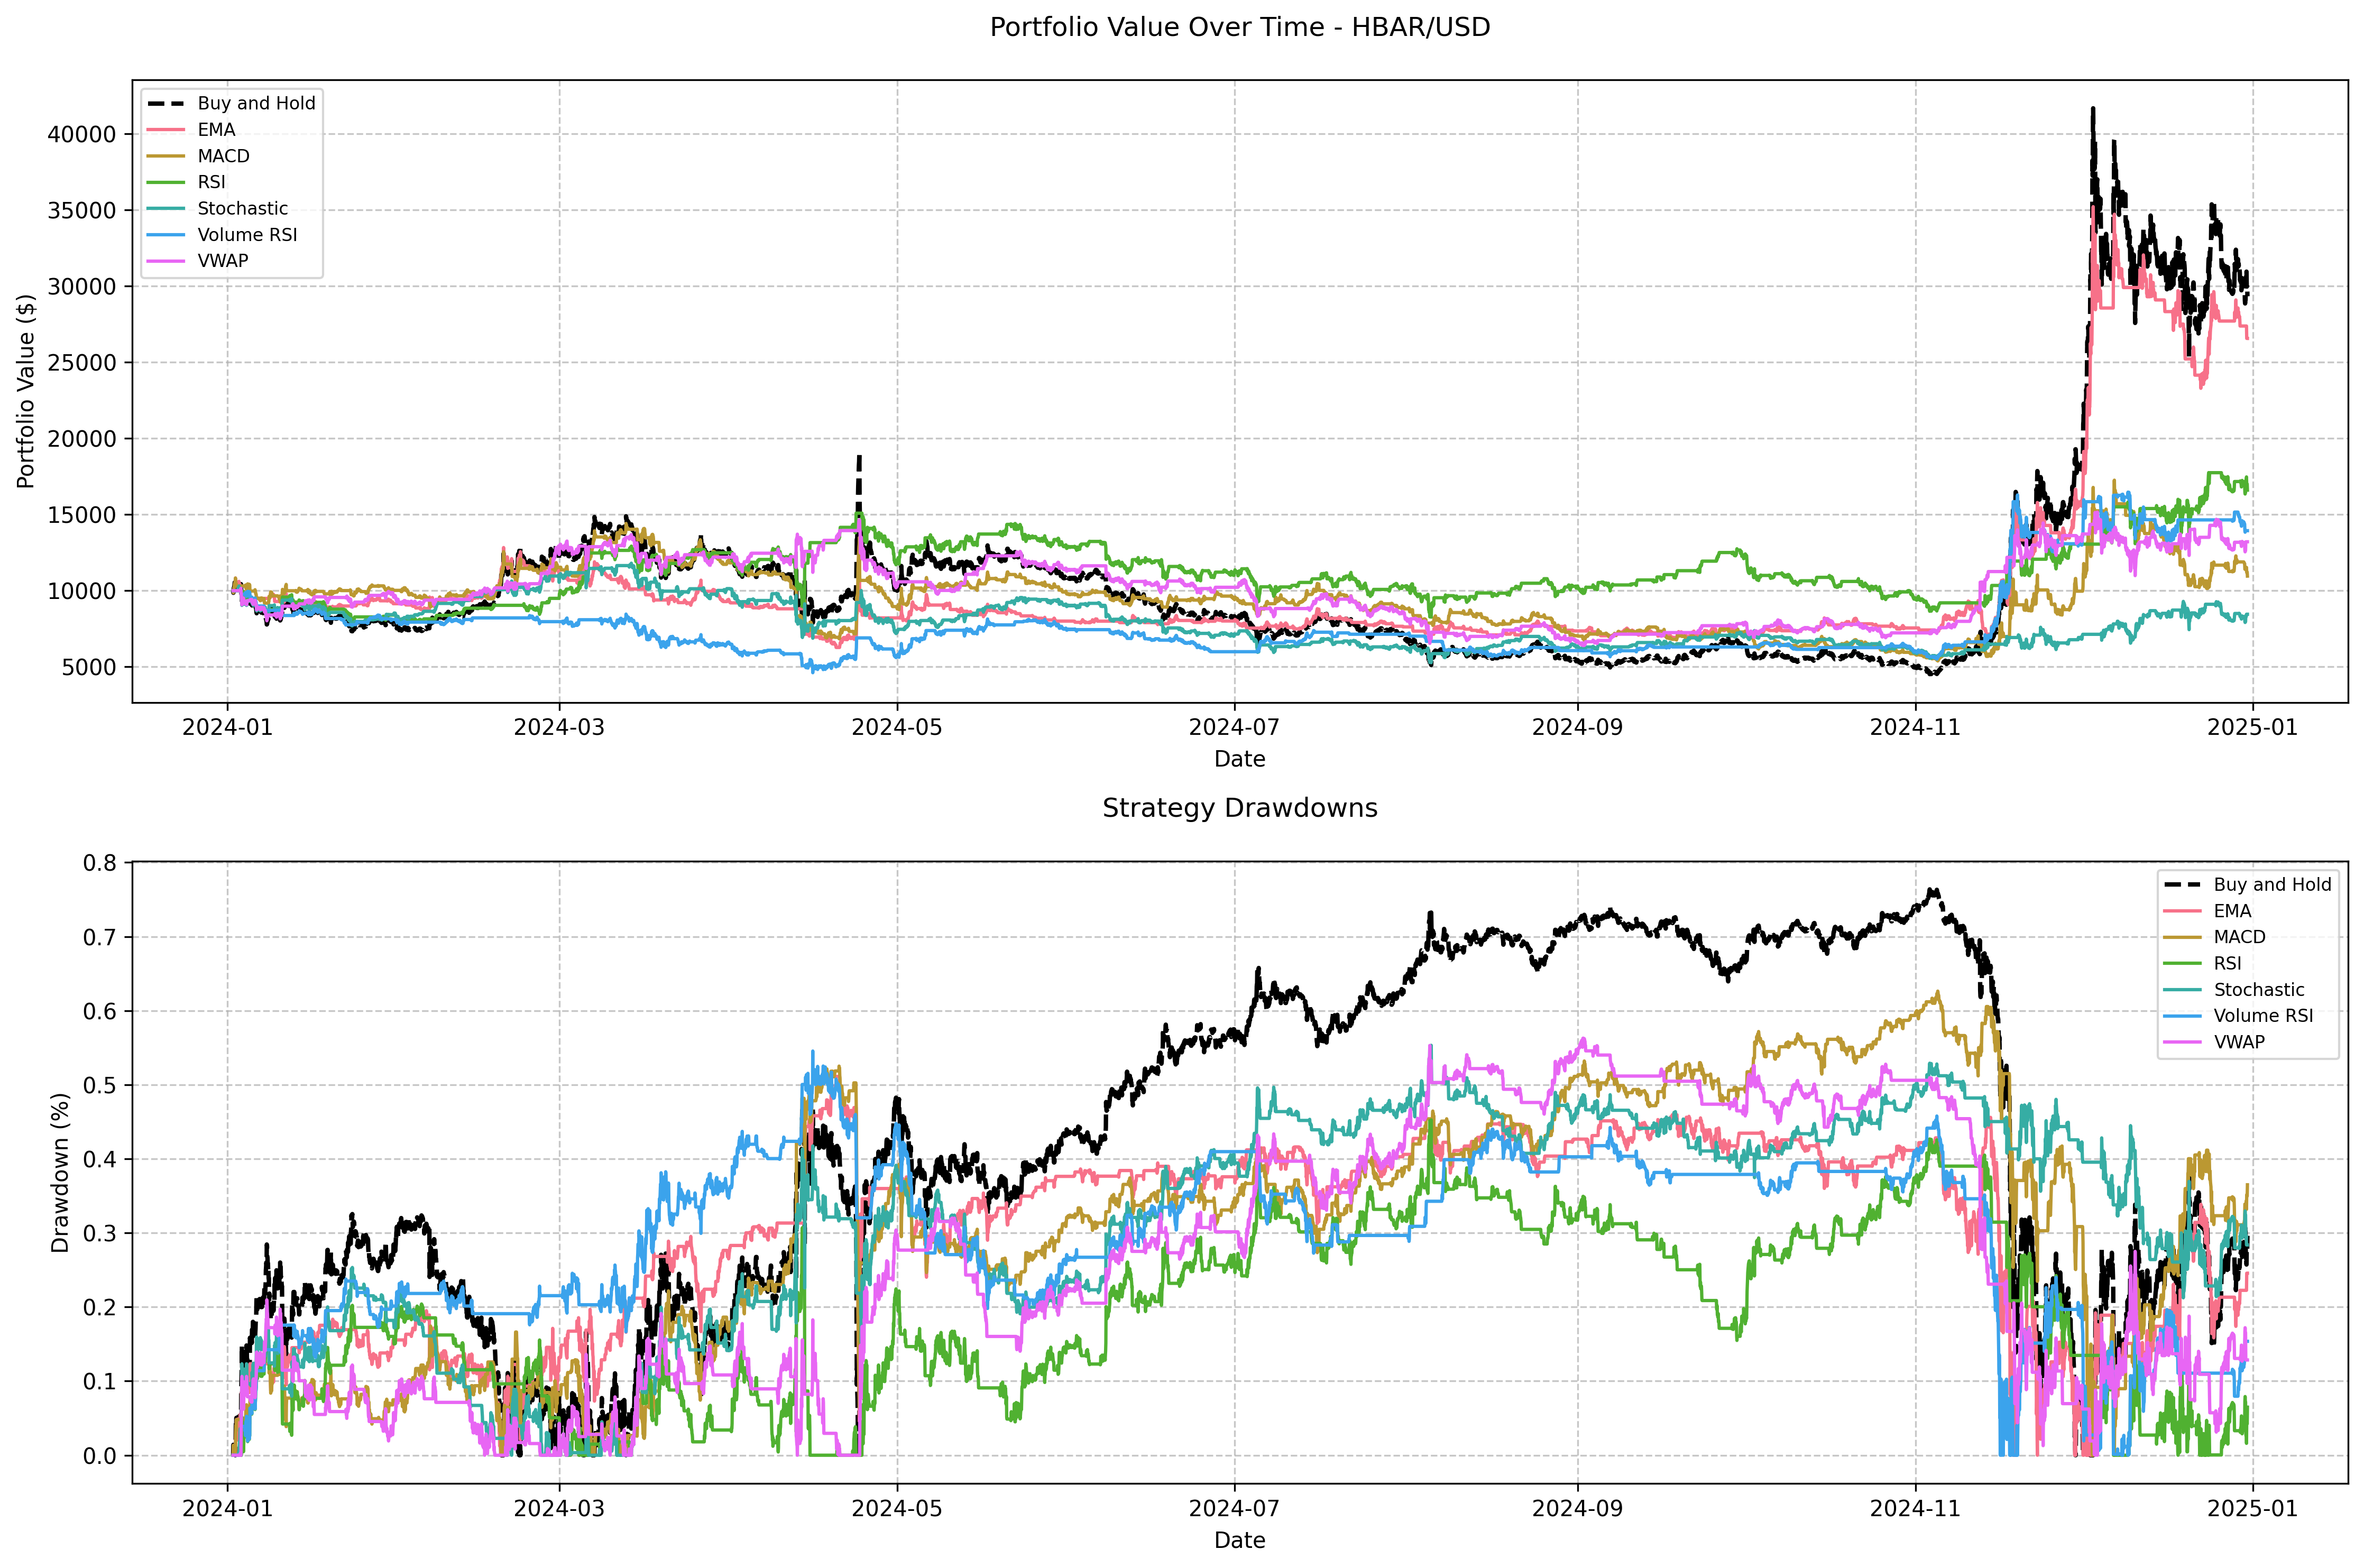 Portfolio Value Over Time - HBAR/USD
Portfolio Value ($)
40000
35000
30000
25000
20000
15000
10000
5000
Buy and Hold
EMA
MACD
RSI
Stochastic
Volume RSI
VWAP
2024-01
2024-03
2024-05
2024-07
2024-09
2024-11
2025-01
Date
Strategy Drawdowns
Drawdown (%)
0.8
0.7
0.6
0.5
0.4
0.3
0.2
0.1
0.0
Buy and Hold
EMA
MACD
RSI
Stochastic
Volume RSI
VWAP
2024-01
2024-03
2024-05
2024-07
2024-09
2024-11
2025-01
Date